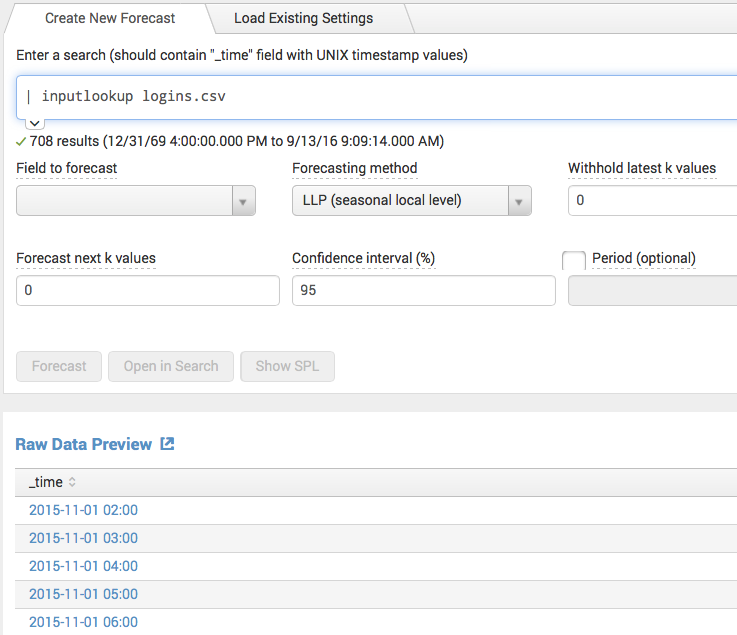 Create New Forecast Load Existing Settings
Enter a search (should contain "_time" field with UNIX timestamp values)
| inputlookup logins.csv
708 results (12/31/69 4:00:00.000 PM to 9/13/16 9:09:14.000 AM)
Field to forecast Forecasting method Withhold latest k values
LLP (seasonal local level) 0
Forecast next k values Confidence interval (%) Period (optional)
0 95
Forecast Open in Search Show SPL
Raw Data Preview
_time
2015-11-01 02:00
2015-11-01 03:00
2015-11-01 04:00
2015-11-01 05:00
2015-11-01 06:00